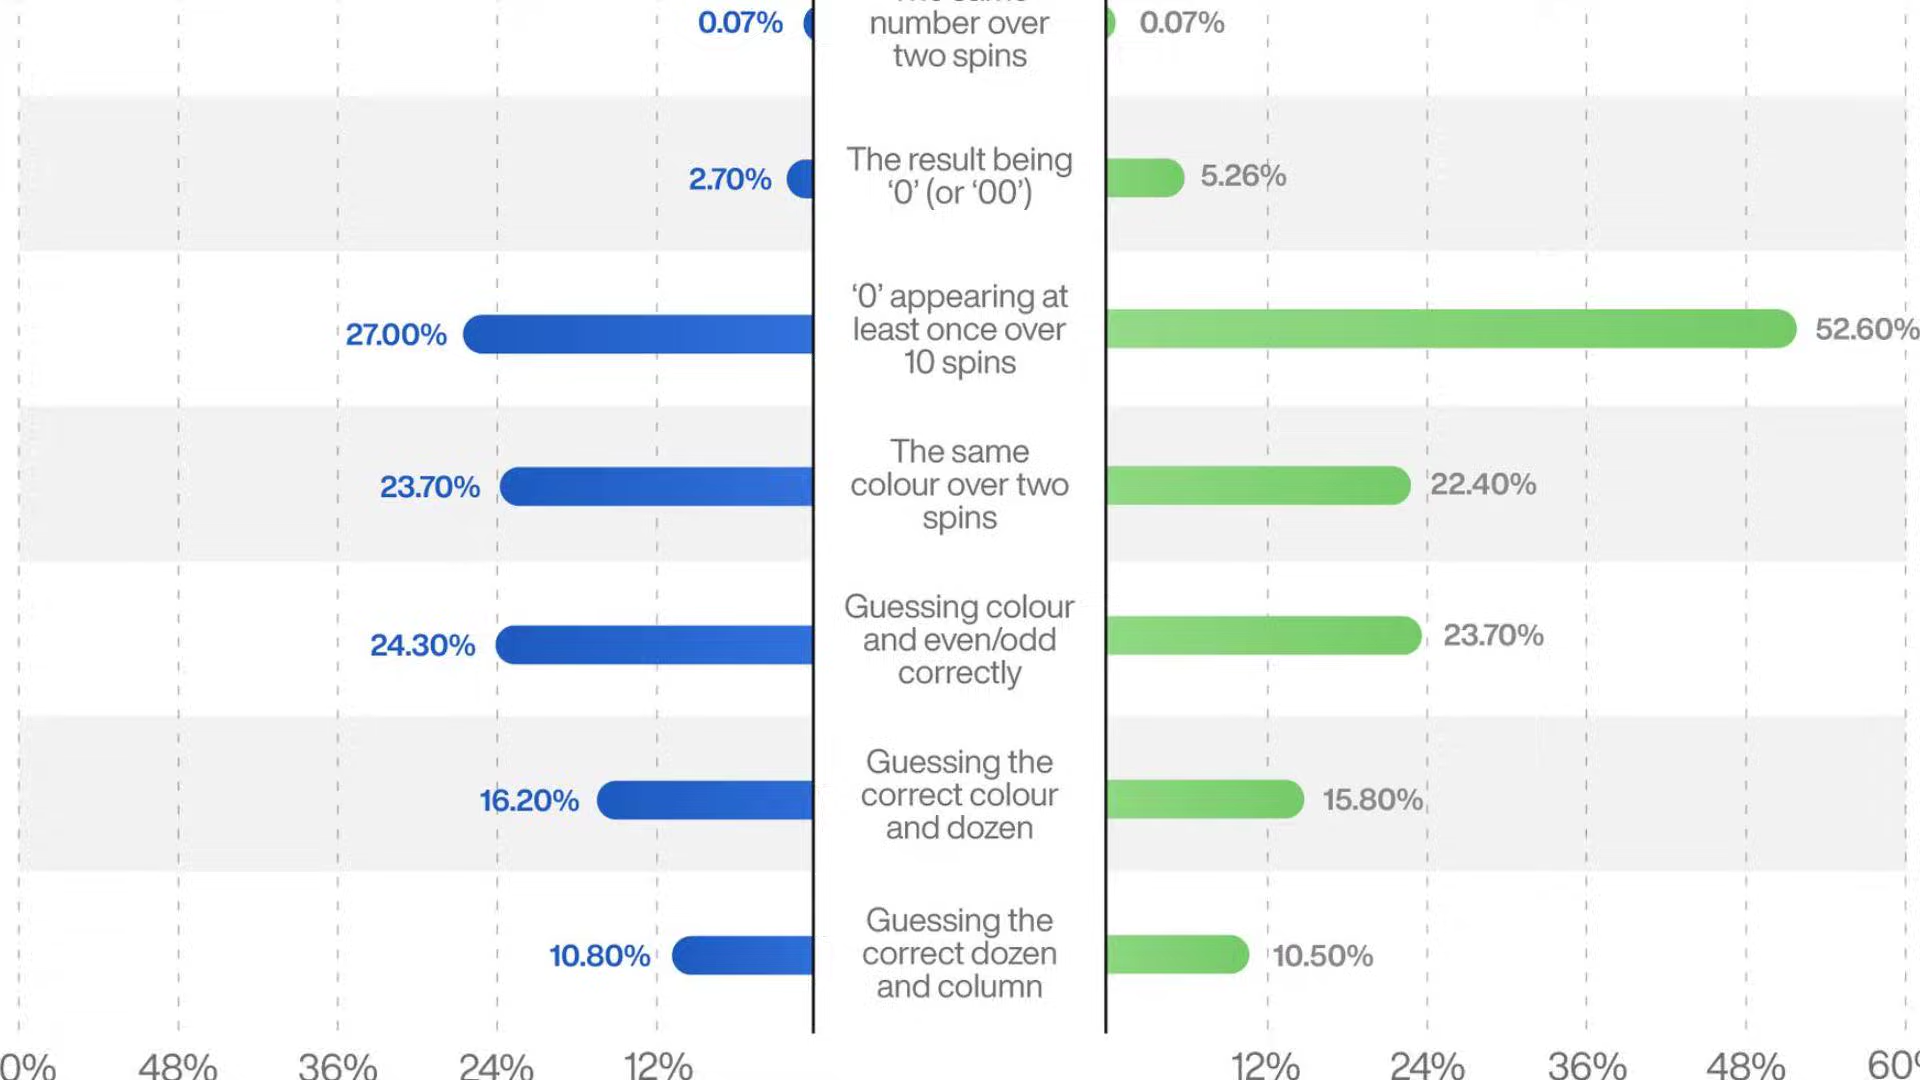 0.07%
number over
two spins
0.07%
2.70%
The result being
‘0’ (or ‘00’)
5.26%
27.00%
‘0’ appearing at
least once over
10 spins
52.60%
23.70%
The same
colour over two
spins
22.40%
24.30%
Guessing colour
and even/odd
correctly
23.70%
16.20%
Guessing the
correct colour
and dozen
15.80%
10.80%
Guessing the
correct dozen
and column
10.50%
0% 48% 36% 24% 12% 12% 24% 36% 48% 60%